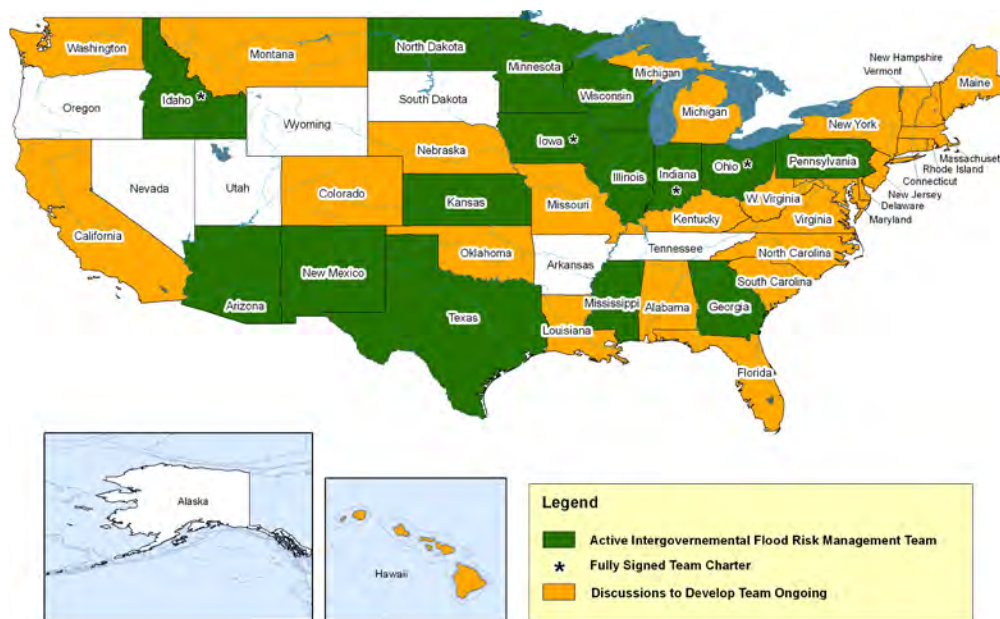 Washington
Montana
North Dakota
Minnesota
Michigan
New Hampshire
Vermont
Maine
Oregon
Idaho *
Wyoming
South Dakota
Wisconsin
Michigan
New York
Iowa *
Nebraska
Illinois
Indiana
*
Ohio *
Pennsylvania
Massachuset
Rhode Island
Connecticut
New Jersey
Delaware
Maryland
Nevada
Utah
Colorado
Kansas
Missouri
Kentucky
W. Virginia
Virginia
California
Arizona
New Mexico
Oklahoma
Arkansas
Tennessee
North Carolina
South Carolina
Texas
Louisiana
Mississippi
Alabama
Georgia
Florida
Alaska
Hawaii
Legend
Active Intergovernemental Flood Risk Management Team
* Fully Signed Team Charter
Discussions to Develop Team Ongoing